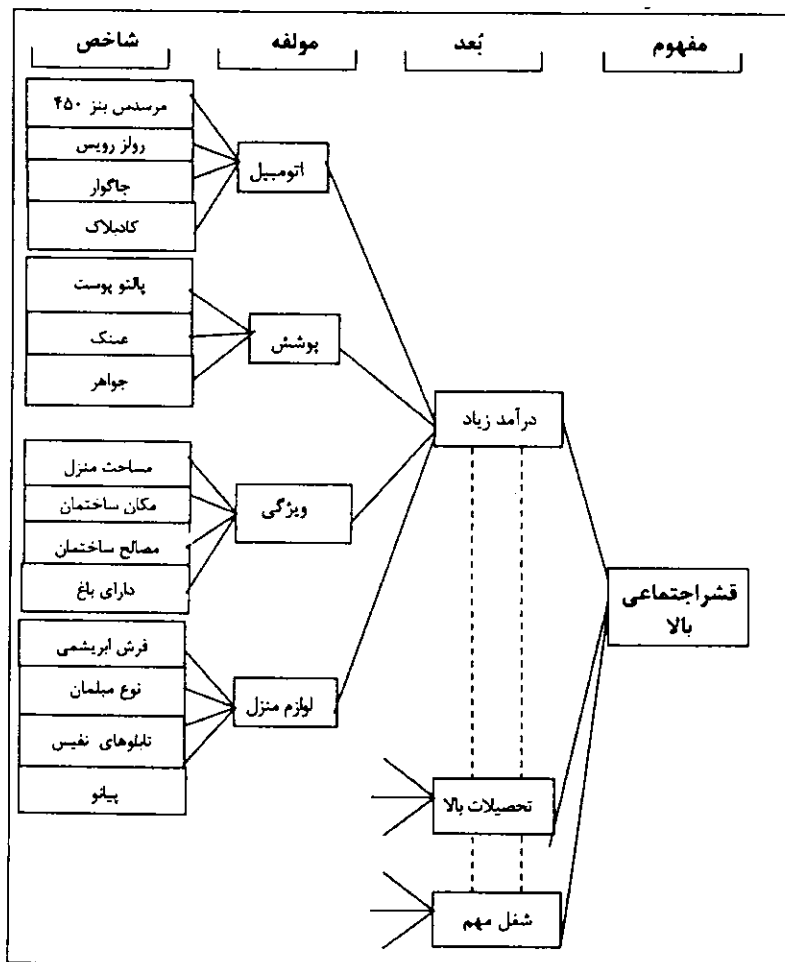 مفهوم
بُعد
مولفه
شاخص
قشراجتماعی
بالا
درآمد زیاد
تحصیلات بالا
شفل مهم
اتومبیل
پوشش
ویژگی
لوازم منزل
مرسدس بنز ۴۵۰
رولز رویس
جاگوار
کادیلاک
پالتو پوست
عینک
جواهر
مساحت منزل
مکان ساختمان
مصالح ساختمان
دارای باغ
فرش ابریشمی
نوع مبلمان
تابلوهای نفیس
پیانو